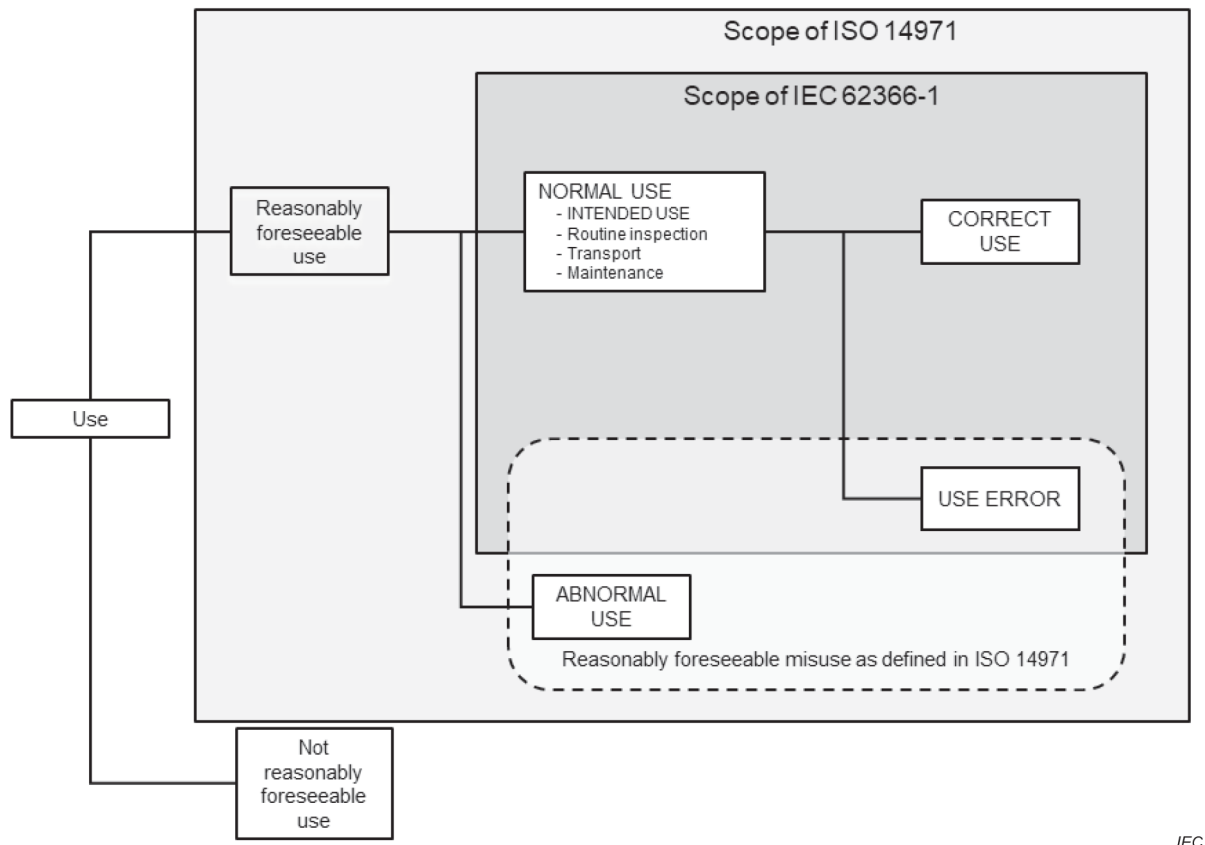 Scope of ISO 14971
Scope of IEC 62366-1
Reasonably
foreseeable
use
NORMAL USE
- INTENDED USE
- Routine inspection
- Transport
- Maintenance
CORRECT
USE
Use
USE ERROR
ABNORMAL
USE
Reasonably foreseeable misuse as defined in ISO 14971
Not
reasonably
foreseeable
use
IEC